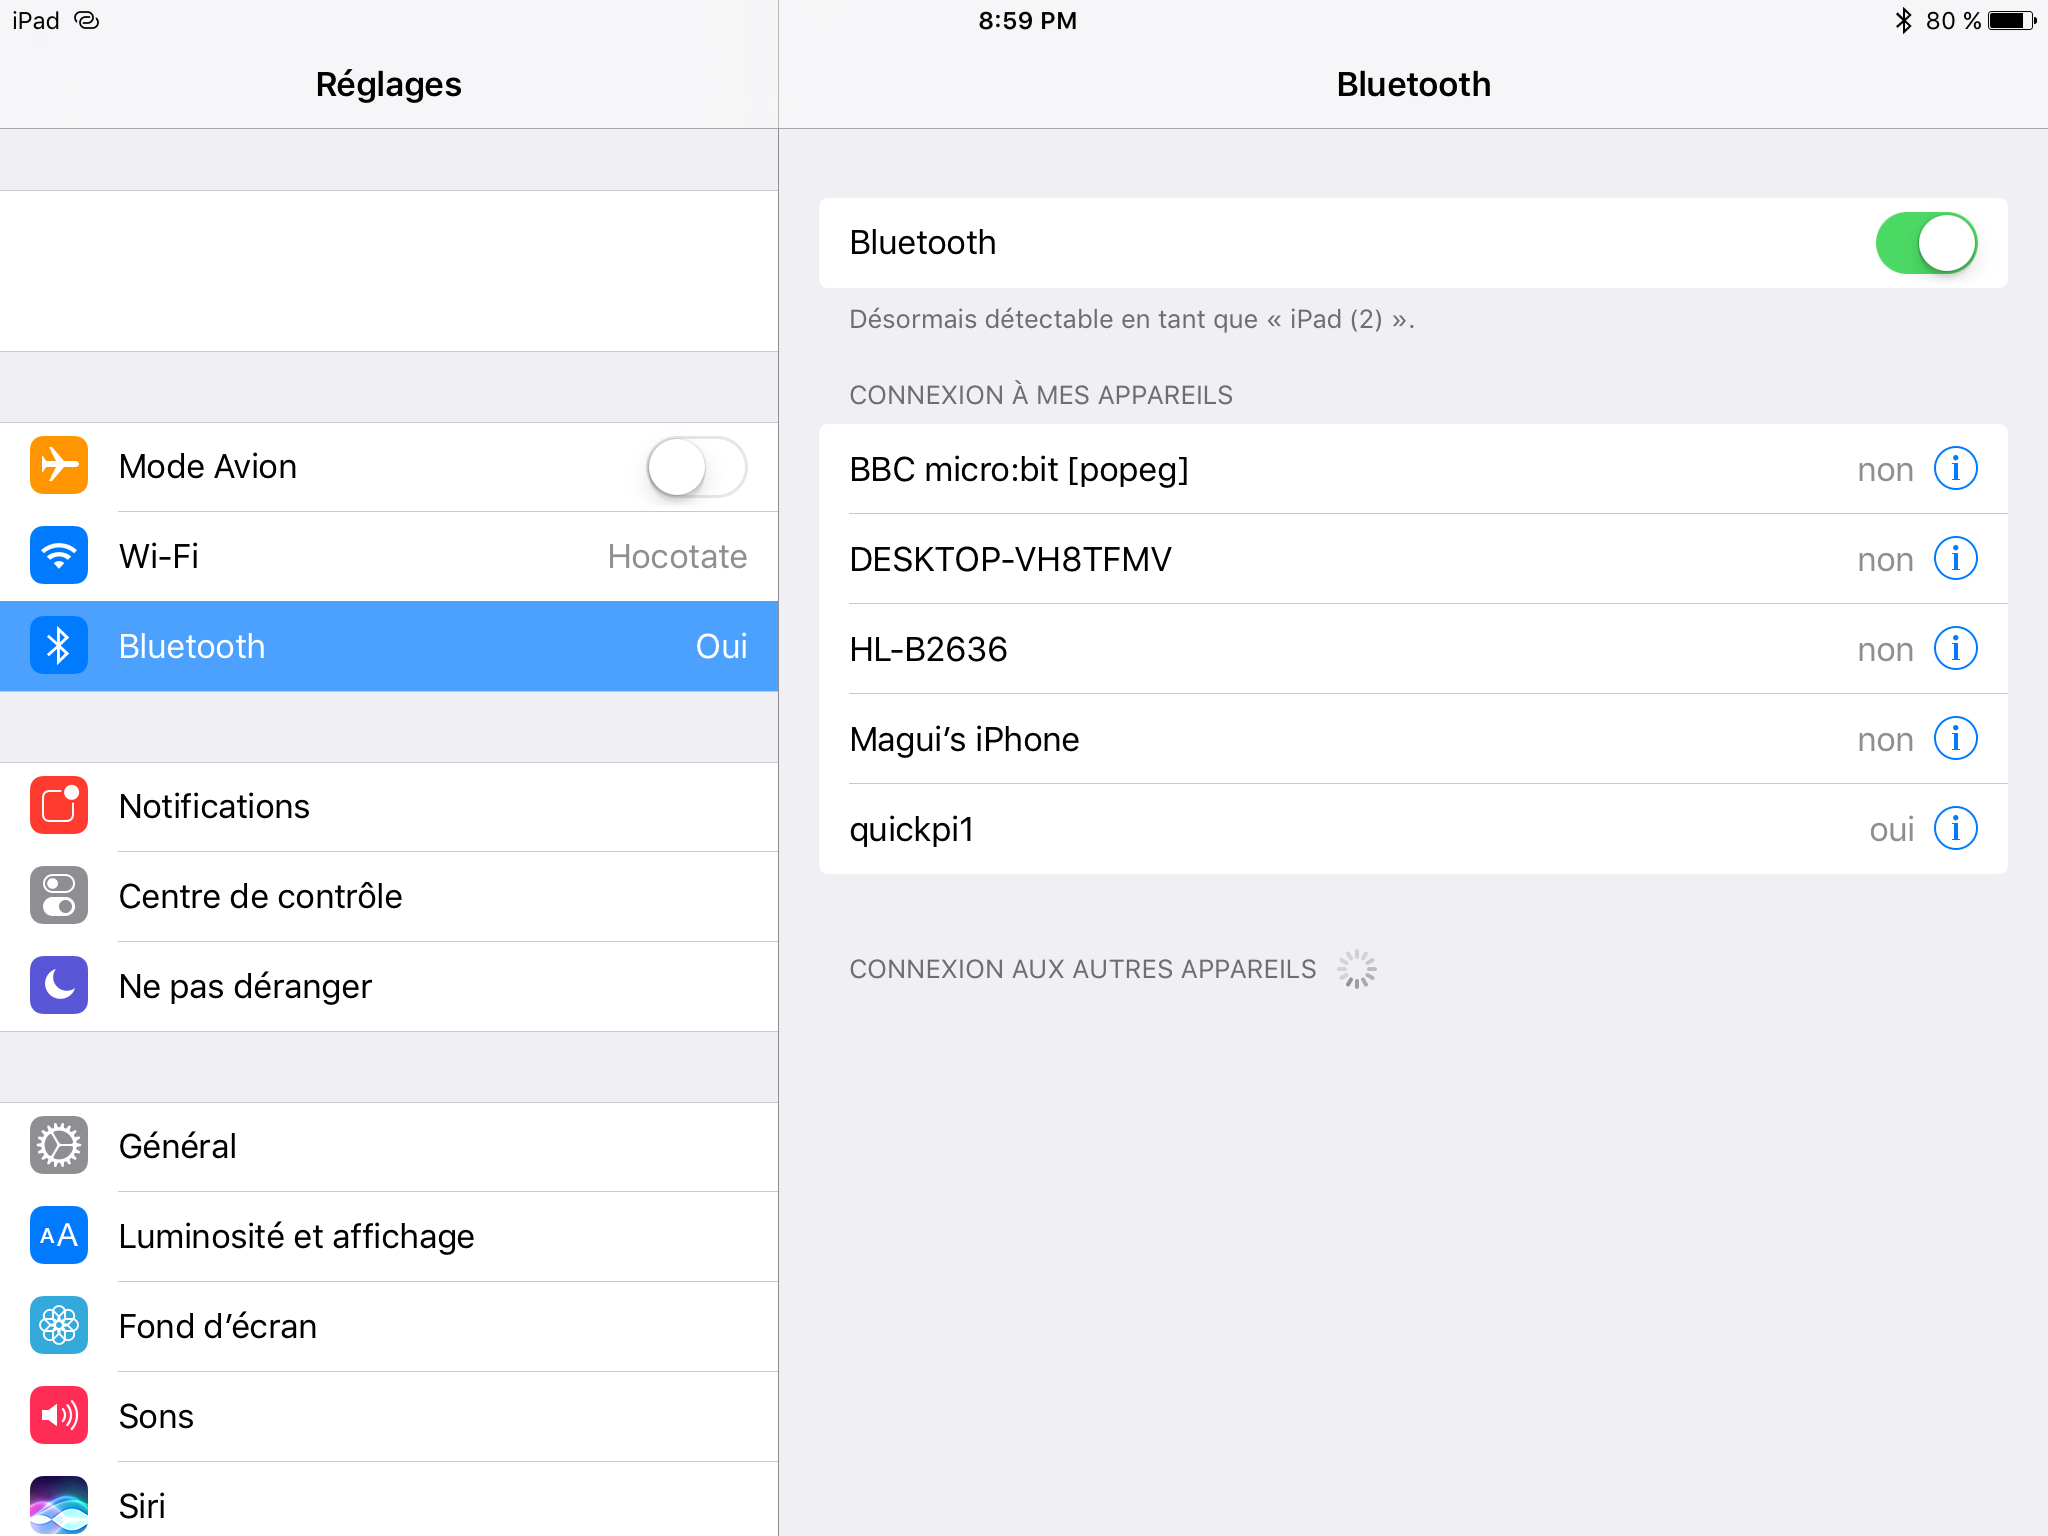 iPad
8:59 PM
80 %
Réglages
Mode Avion
Wi-Fi
Hocotate
Bluetooth
Oui
Notifications
Centre de contrôle
Ne pas déranger
Général
AA
Luminosité et affichage
Fond d’écran
Sons
Siri
Bluetooth
Bluetooth
Désormais détectable en tant que « iPad (2) ».
CONNEXION À MES APPAREILS
BBC micro:bit [popeg]
non
DESKTOP-VH8TFMV
non
HL-B2636
non
Magui’s iPhone
non
quickpi1
oui
CONNEXION AUX AUTRES APPAREILS